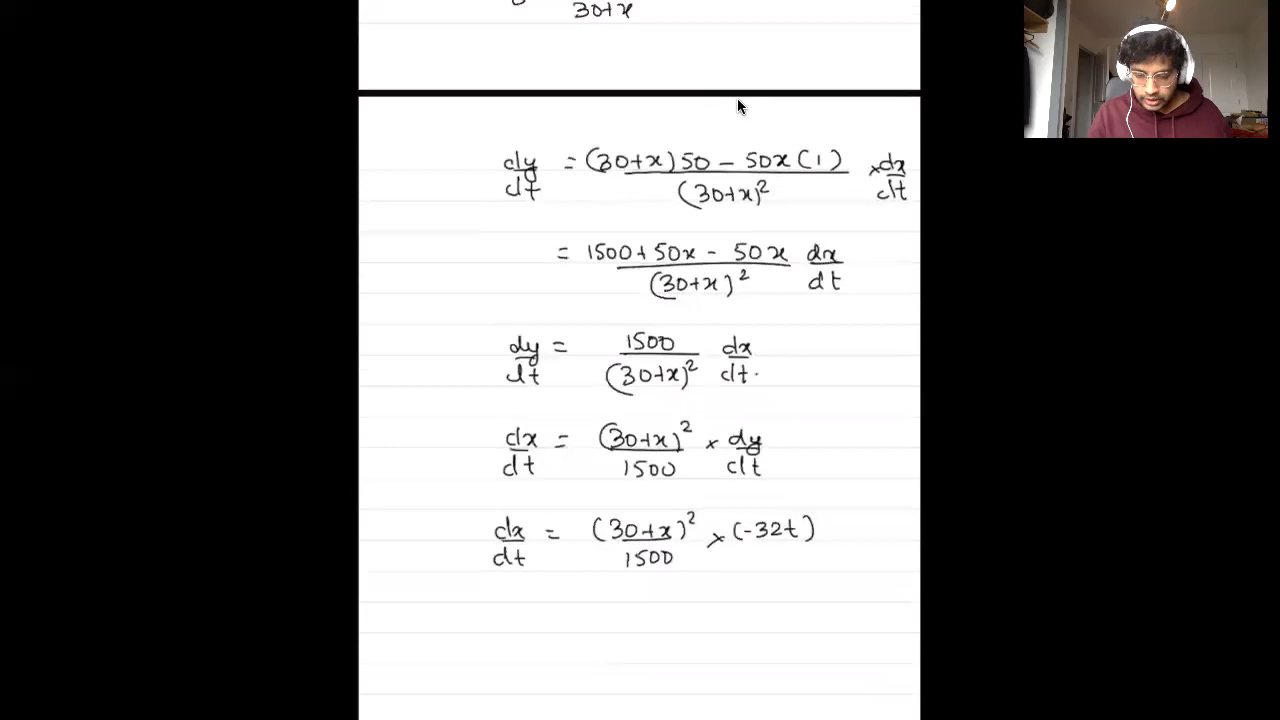 30+x
dy/dt = (30+x)50 - 50x(1) / (30+x)² × dx/dt
= 1500+50x - 50x / (30+x)² dx/dt
dy/dt = 1500 / (30+x)² dx/dt.
dx/dt = (30+x)² / 1500 × dy/dt
dx/dt = (30+x)² / 1500 × (-32t)